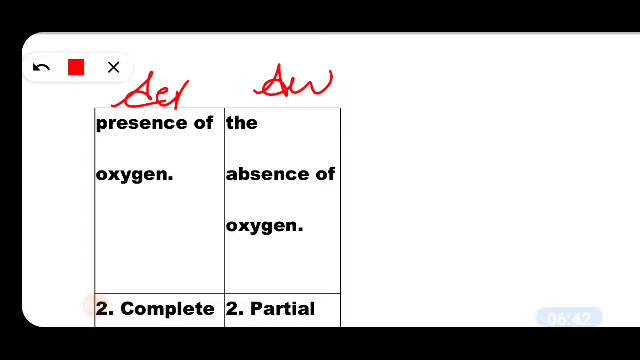 presence of
oxygen.
the
absence of
oxygen.
2. Complete
2. Partial
06:42